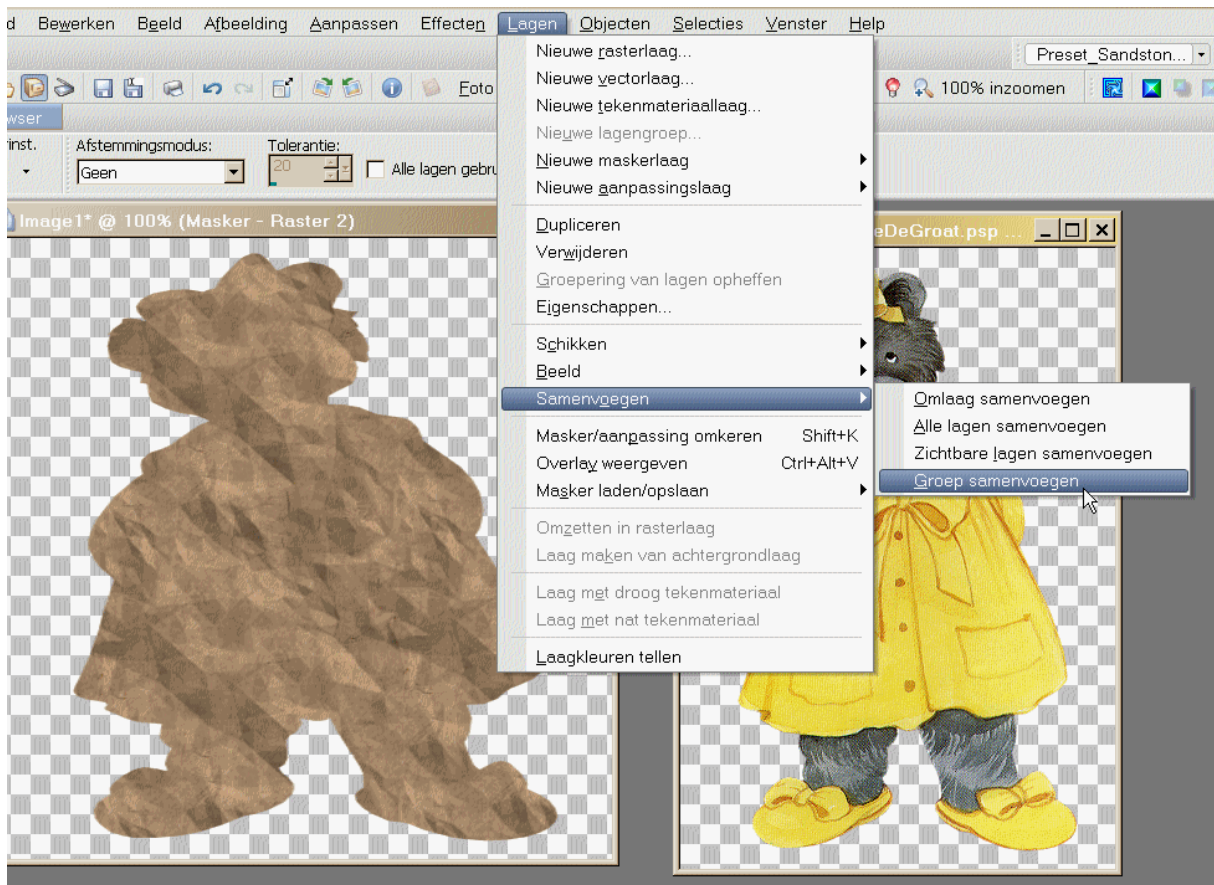 d Bewerken Beeld Afbeelding Aanpassen Effecten Lagen Objecten Selecties Venster Help
Preset_Sandston...
Foto
100% inzoomen
wser
inst.
Afstemmingsmodus:
Tolerantie:
Geen
20
Alle lagen gebru
Image1* @ 100% (Masker - Raster 2)
eDeGroat.psp ...
Nieuwe rasterlaag...
Nieuwe vectorlaag...
Nieuwe tekenmateriaallaag...
Nieuwe lagengroep...
Nieuwe maskerlaag
Nieuwe aanpassingslaag
Dupliceren
Verwijderen
Groepering van lagen opheffen
Eigenschappen...
Schikken
Beeld
Samenvoegen
Omlaag samenvoegen
Alle lagen samenvoegen
Zichtbare lagen samenvoegen
Groep samenvoegen
Masker/aanpassing omkeren Shift+K
Overlay weergeven Ctrl+Alt+V
Masker laden/opslaan
Omzetten in rasterlaag
Laag maken van achtergrondlaag
Laag met droog tekenmateriaal
Laag met nat tekenmateriaal
Laagkleuren tellen